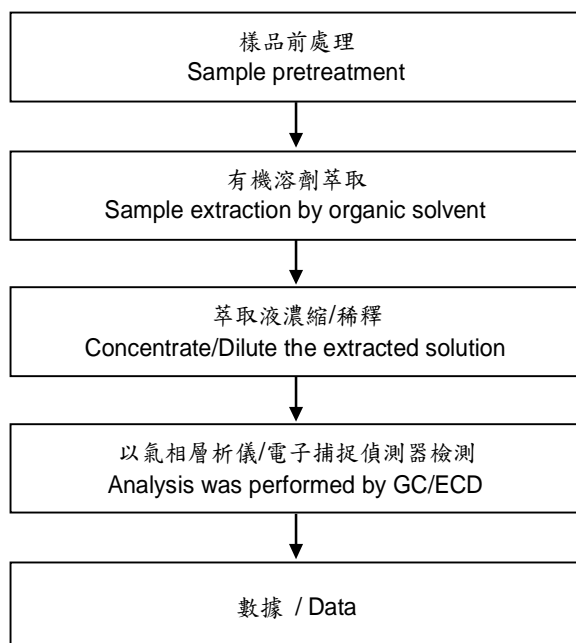 樣品前處理
Sample pretreatment
有機溶劑萃取
Sample extraction by organic solvent
萃取液濃縮/稀釋
Concentrate/Dilute the extracted solution
以氣相層析儀/電子捕捉偵測器檢測
Analysis was performed by GC/ECD
數據 / Data